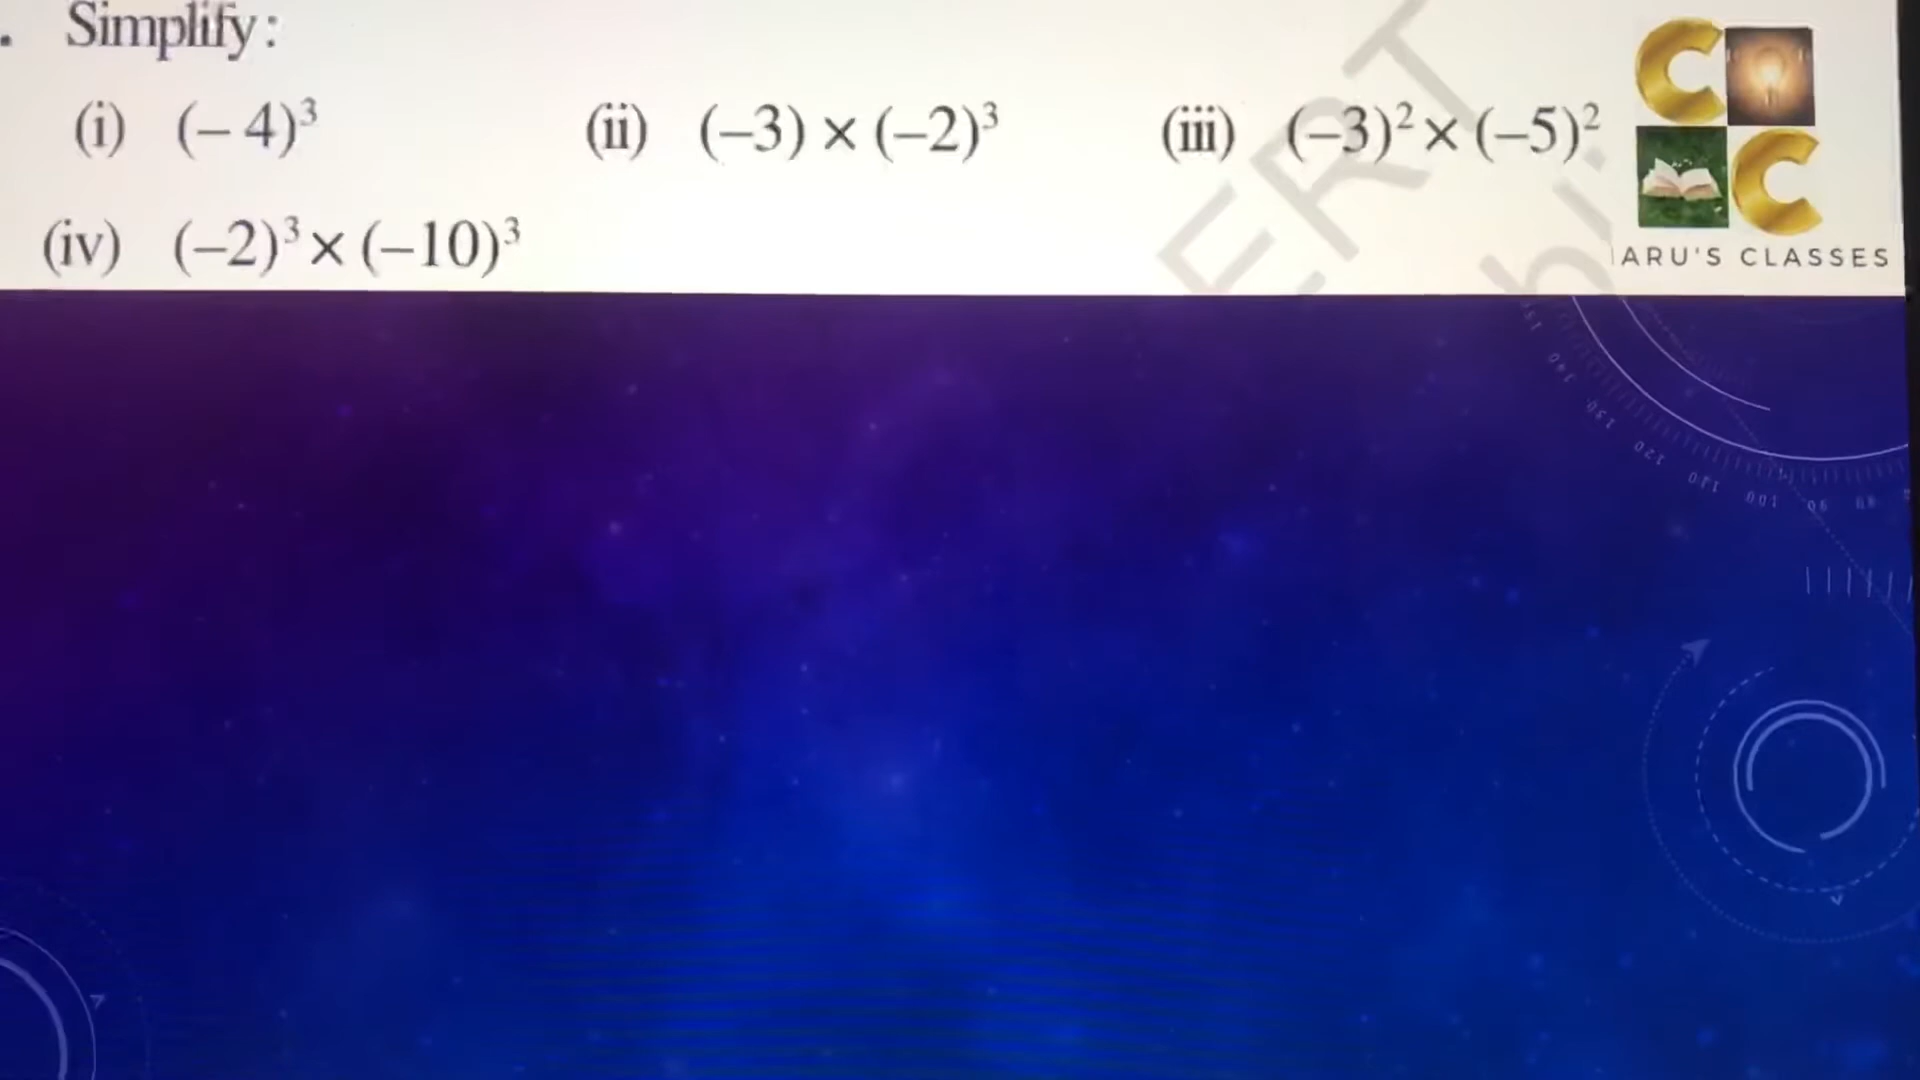 . Simplify:
(i) (– 4)³ (ii) (–3) × (–2)³ (iii) (–3)² × (–5)²
(iv) (–2)³ × (–10)³
ERT
C
C
ARU'S CLASSES